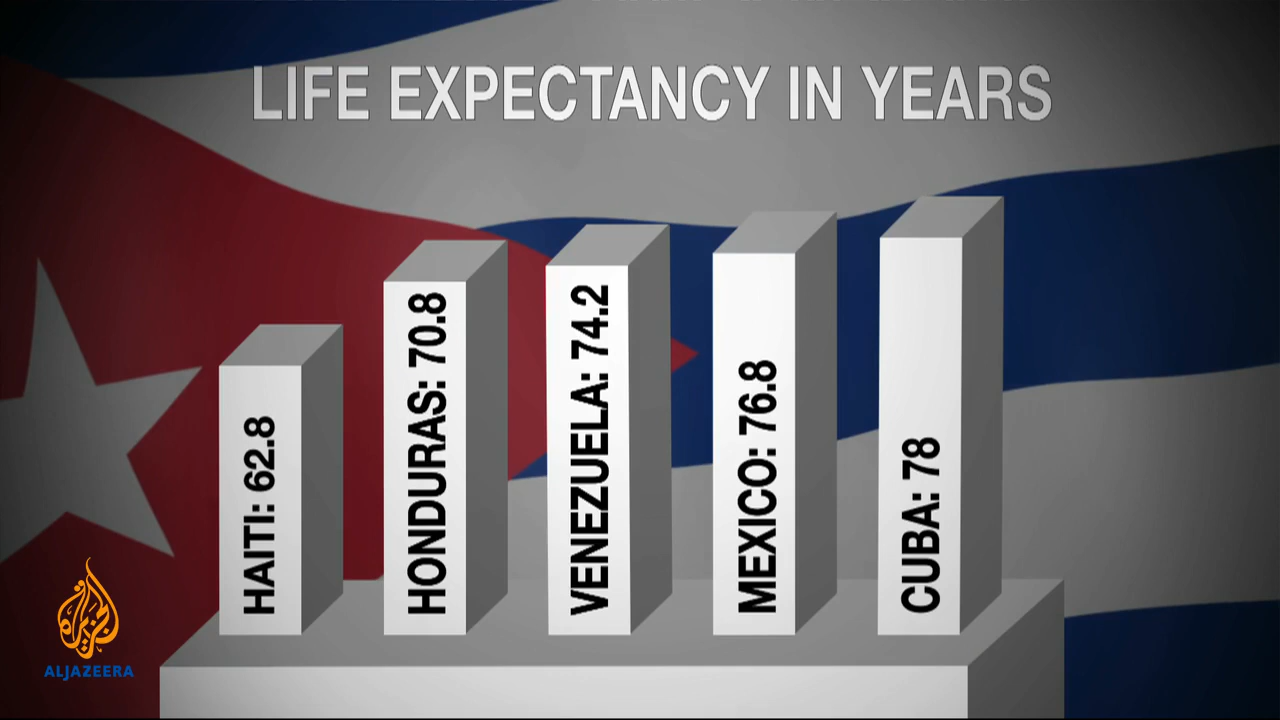 LIFE EXPECTANCY IN YEARS
HAITI: 62.8
HONDURAS: 70.8
VENEZUELA: 74.2
MEXICO: 76.8
CUBA: 78
الجزيرة
ALJAZEERA